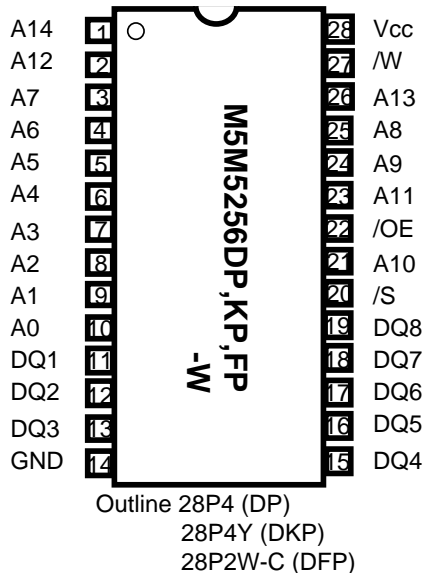 A14 1 28 Vcc
A12 2 27 /W
A7 3 26 A13
A6 4 25 A8
A5 5 24 A9
A4 6 23 A11
A3 7 22 /OE
A2 8 21 A10
A1 9 20 /S
A0 10 19 DQ8
DQ1 11 18 DQ7
DQ2 12 17 DQ6
DQ3 13 16 DQ5
GND 14 15 DQ4
M5M5256DP,KP,FP
-W
Outline 28P4 (DP)
28P4Y (DKP)
28P2W-C (DFP)